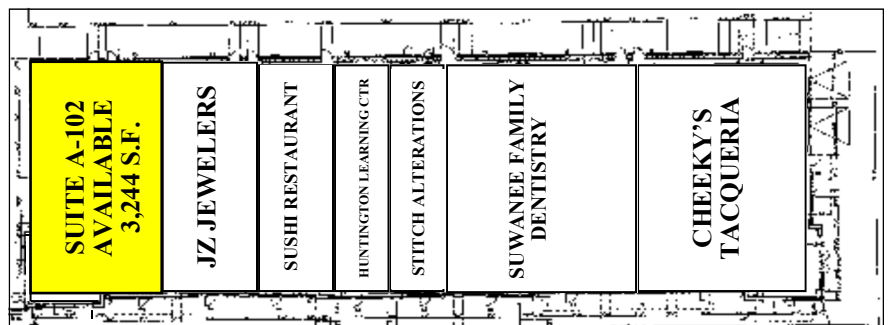 SUITE A-102
AVAILABLE
3,244 S.F.
JZ JEWELERS
SUSHI RESTAURANT
HUNTINGTON LEARNING CTR
STITCH ALTERATIONS
SUWANEE FAMILY
DENTISTRY
CHEEKY'S
TACQUERIA